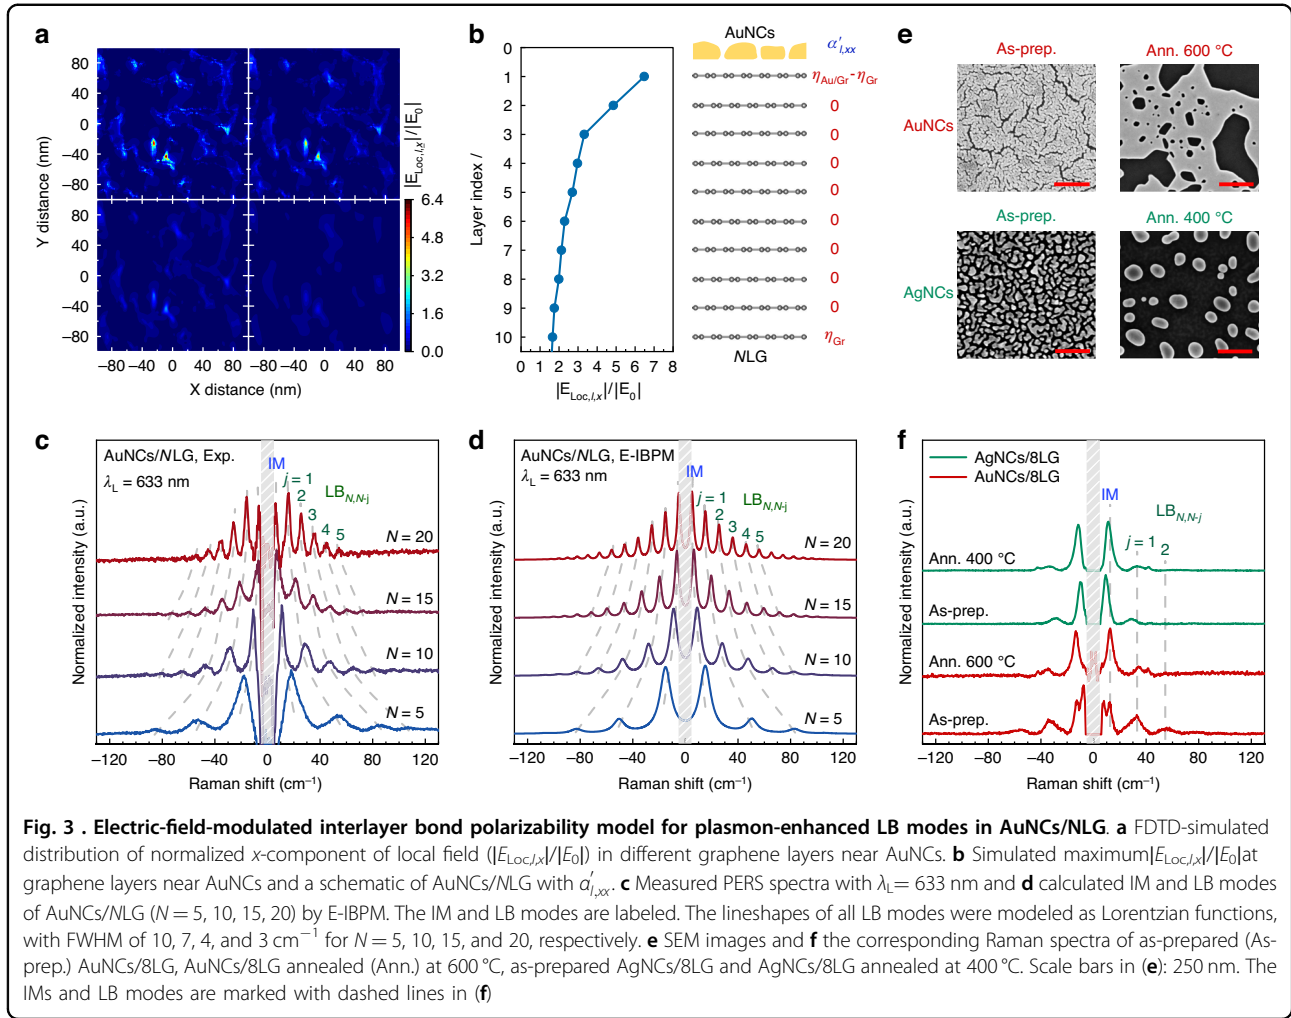 a
80
40
0
−40
−80
80
40
0
−40
−80
Y distance (nm)
−80 −40 0 40 80
−80 −40 0 40 80
X distance (nm)
|E_Loc,l,x|/|E_0|
6.4
4.8
3.2
1.6
0.0
b
0
1
2
3
4
5
6
7
8
9
10
Layer index l
0 1 2 3 4 5 6 7 8
|E_Loc,l,x|/|E_0|
AuNCs
α′_l,xx
η_Au/Gr-η_Gr
0
0
0
0
0
0
0
0
η_Gr
NLG
e
As-prep. Ann. 600 °C
AuNCs
As-prep. Ann. 400 °C
AgNCs
c
AuNCs/NLG, Exp.
λ_L = 633 nm
IM
j = 1
2
3
4
5
LB_N,N-j
N = 20
N = 15
N = 10
N = 5
Normalized intensity (a.u.)
−120 −80 −40 0 40 80 120
Raman shift (cm⁻¹)
d
AuNCs/NLG, E-IBPM
λ_L = 633 nm
IM
j = 1
2
3
4
5
LB_N,N-j
N = 20
N = 15
N = 10
N = 5
Normalized intensity (a.u.)
−120 −80 −40 0 40 80 120
Raman shift (cm⁻¹)
f
AgNCs/8LG
AuNCs/8LG
IM
LB_N,N-j
j = 1
2
Ann. 400 °C
As-prep.
Ann. 600 °C
As-prep.
Normalized intensity (a.u.)
−120 −80 −40 0 40 80 120
Raman shift (cm⁻¹)
Fig. 3 . Electric-field-modulated interlayer bond polarizability model for plasmon-enhanced LB modes in AuNCs/NLG. a FDTD-simulated
distribution of normalized x-component of local field (|E_Loc,l,x|/|E_0|) in different graphene layers near AuNCs. b Simulated maximum|E_Loc,l,x|/|E_0|at
graphene layers near AuNCs and a schematic of AuNCs/NLG with α′_l,xx. c Measured PERS spectra with λ_L= 633 nm and d calculated IM and LB modes
of AuNCs/NLG (N = 5, 10, 15, 20) by E-IBPM. The IM and LB modes are labeled. The lineshapes of all LB modes were modeled as Lorentzian functions,
with FWHM of 10, 7, 4, and 3 cm⁻¹ for N = 5, 10, 15, and 20, respectively. e SEM images and f the corresponding Raman spectra of as-prepared (As-
prep.) AuNCs/8LG, AuNCs/8LG annealed (Ann.) at 600 °C, as-prepared AgNCs/8LG and AgNCs/8LG annealed at 400 °C. Scale bars in (e): 250 nm. The
IMs and LB modes are marked with dashed lines in (f)